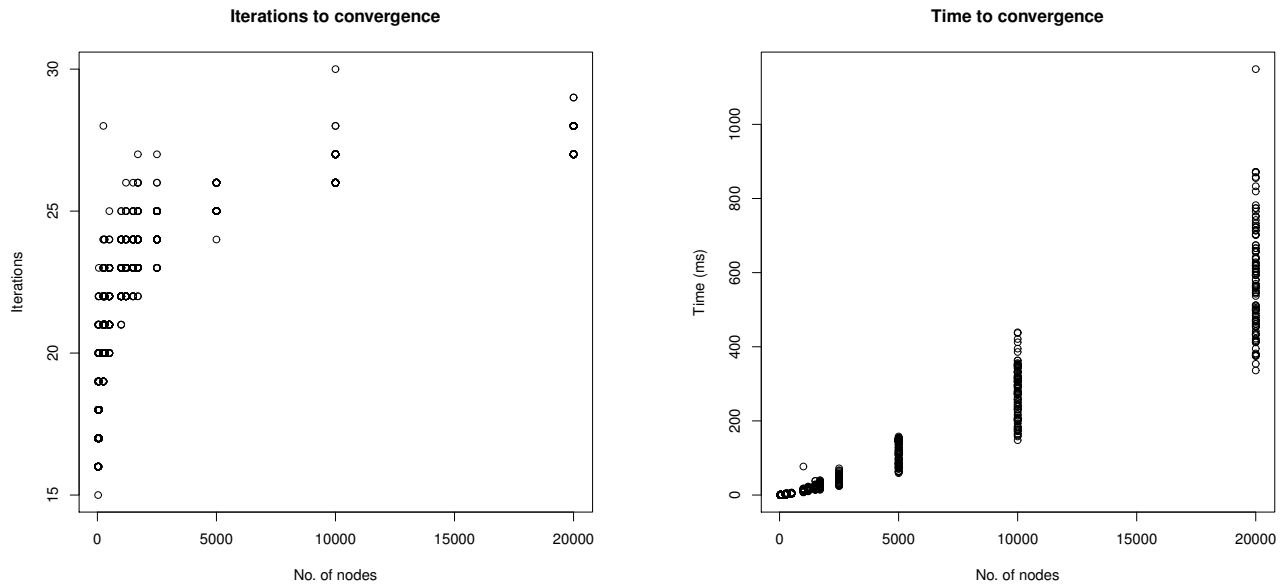 Iterations to convergence
Iterations
30
25
20
15
0 5000 10000 15000 20000
No. of nodes
Time to convergence
Time (ms)
1000
800
600
400
200
0
0 5000 10000 15000 20000
No. of nodes